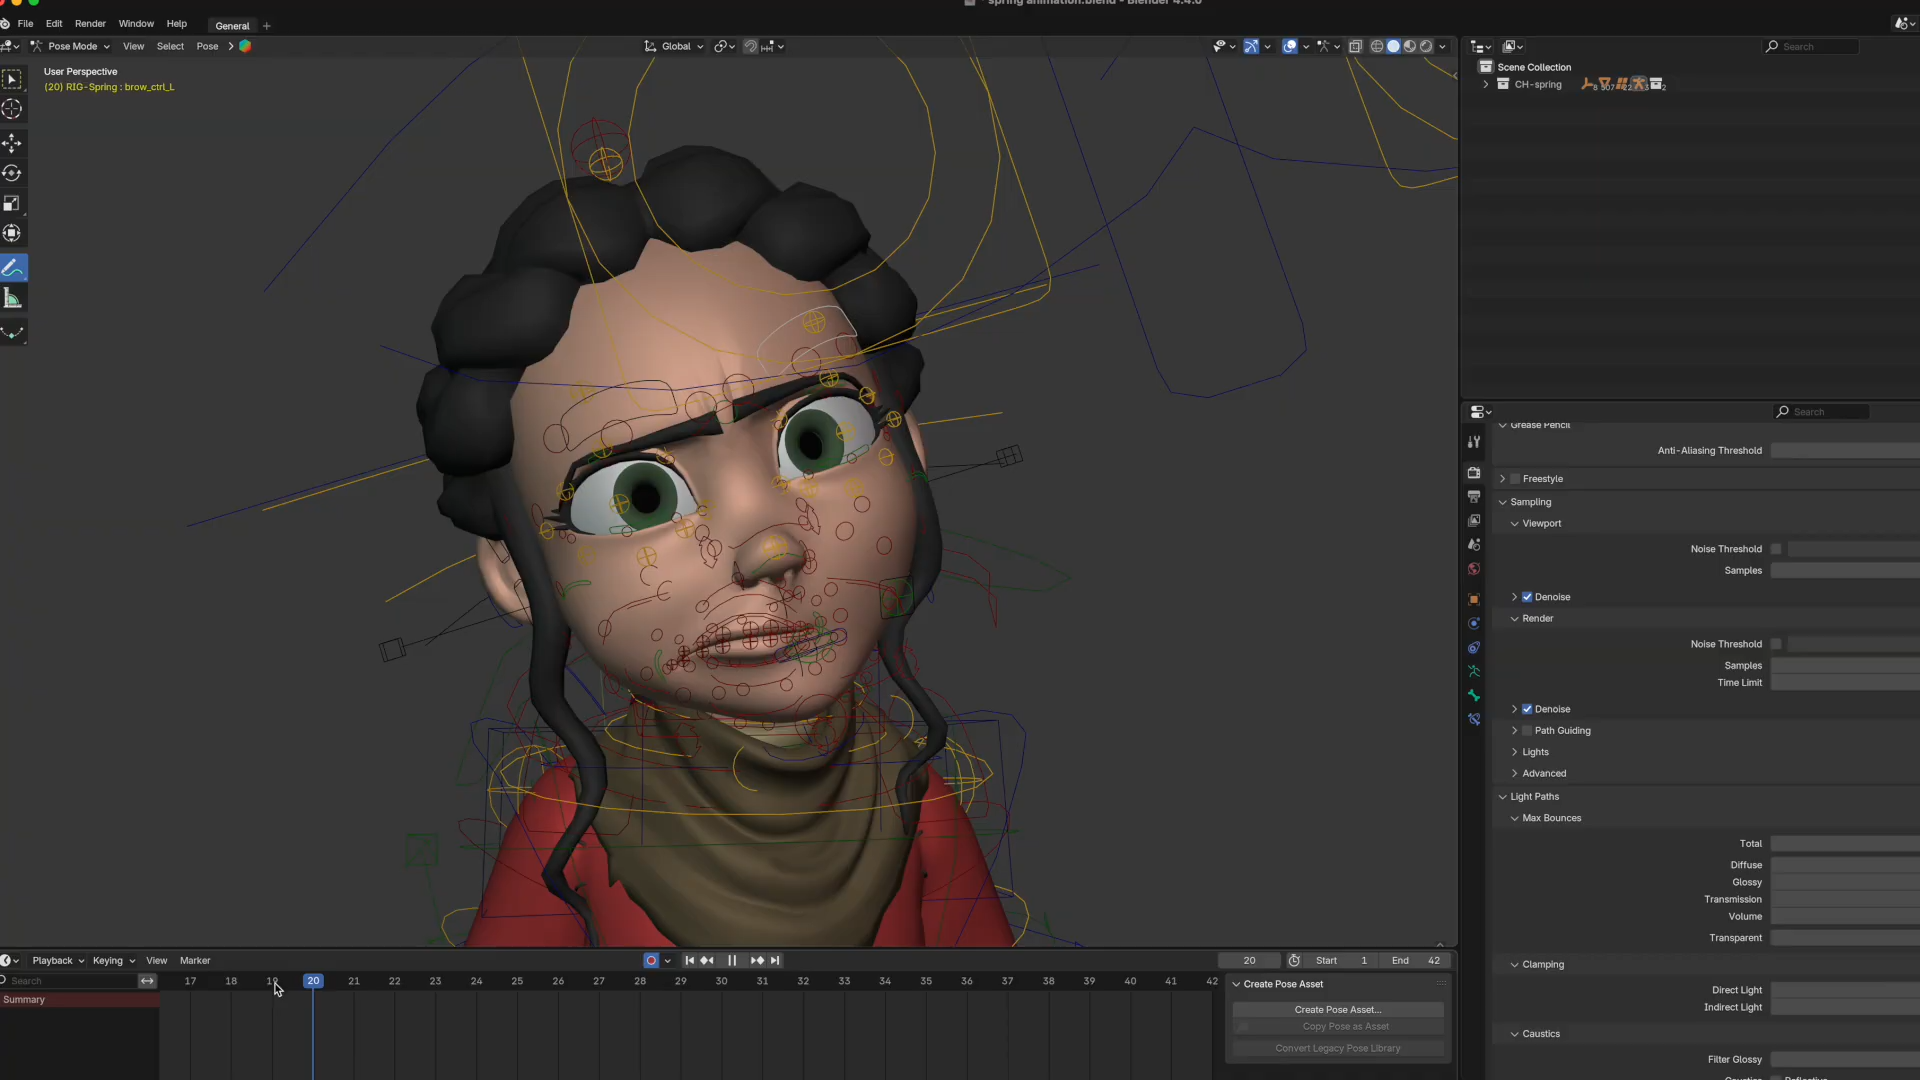 spring animation.blend - Blender 4.4.0
File Edit Render Window Help General
Pose Mode View Select Pose Global Search
User Perspective
(20) RIG-Spring : brow_ctrl_L
Scene Collection
CH-spring
Search
Grease Pencil
Anti-Aliasing Threshold
Freestyle
Sampling
Viewport
Noise Threshold
Samples
Denoise
Render
Noise Threshold
Samples
Time Limit
Denoise
Path Guiding
Lights
Advanced
Light Paths
Max Bounces
Total
Diffuse
Glossy
Transmission
Volume
Transparent
Clamping
Direct Light
Indirect Light
Caustics
Filter Glossy
Playback Keying View Marker 20 Start 1 End 42
Search 17 18 19 20 21 22 23 24 25 26 27 28 29 30 31 32 33 34 35 36 37 38 39 40 41 42
Summary
Create Pose Asset
Create Pose Asset...
Copy Pose as Asset
Convert Legacy Pose Library